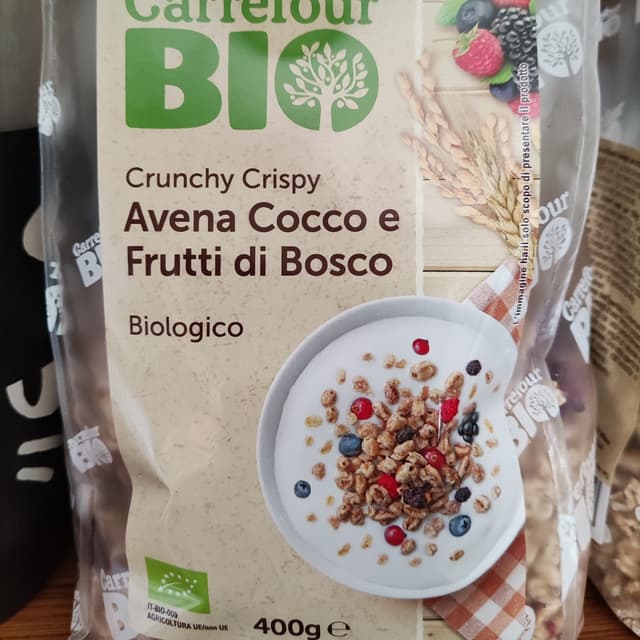 Carrefour
BIO
Crunchy Crispy
Avena Cocco e
Frutti di Bosco
Biologico
L'immagine ha il solo scopo di presentare il prodotto
IT-BIO-009
AGRICOLTURA UE/non UE
400g e